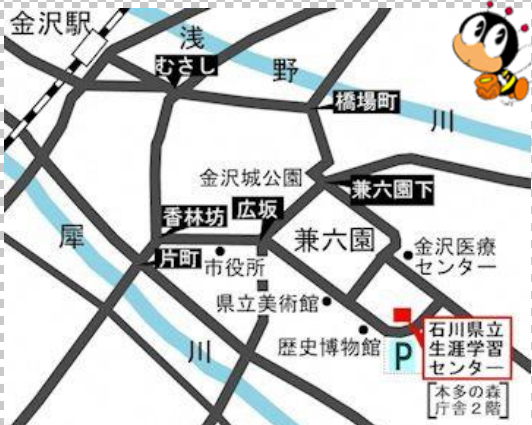 金沢駅
浅
野
川
むさし
橋場町
金沢城公園
兼六園下
香林坊
広坂
兼六園
金沢医療
センター
犀
川
片町
市役所
県立美術館
歴史博物館
P
石川県立
生涯学習
センター
本多の森
庁舎2階